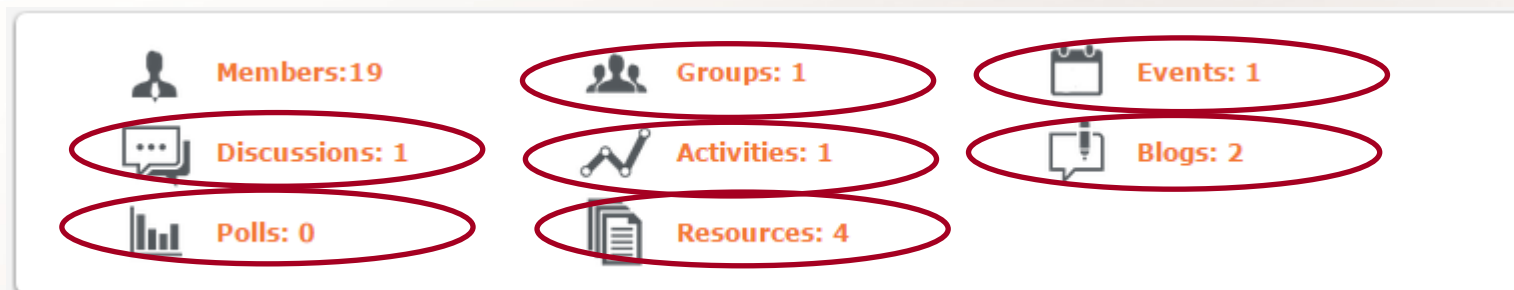 Members:19 Groups: 1 Events: 1
Discussions: 1 Activities: 1 Blogs: 2
Polls: 0 Resources: 4